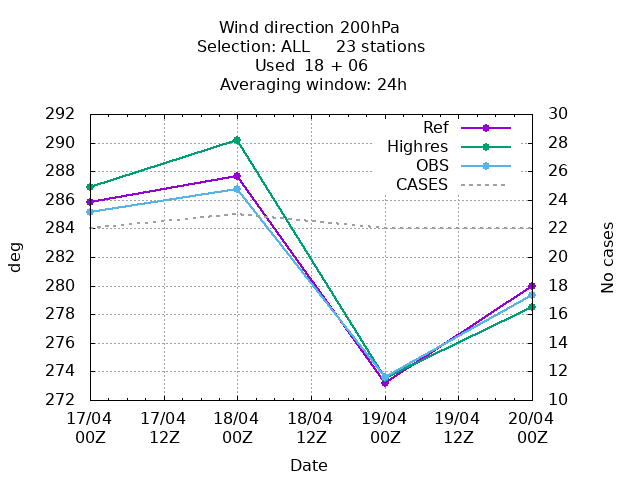 Wind direction 200hPa
Selection: ALL 23 stations
Used 18 + 06
Averaging window: 24h
Ref
Highres
OBS
CASES
deg
292
290
288
286
284
282
280
278
276
274
272
30
28
26
24
22
20
18
16
14
12
10
No cases
17/04 17/04 18/04 18/04 19/04 19/04 20/04
00Z 12Z 00Z 12Z 00Z 12Z 00Z
Date